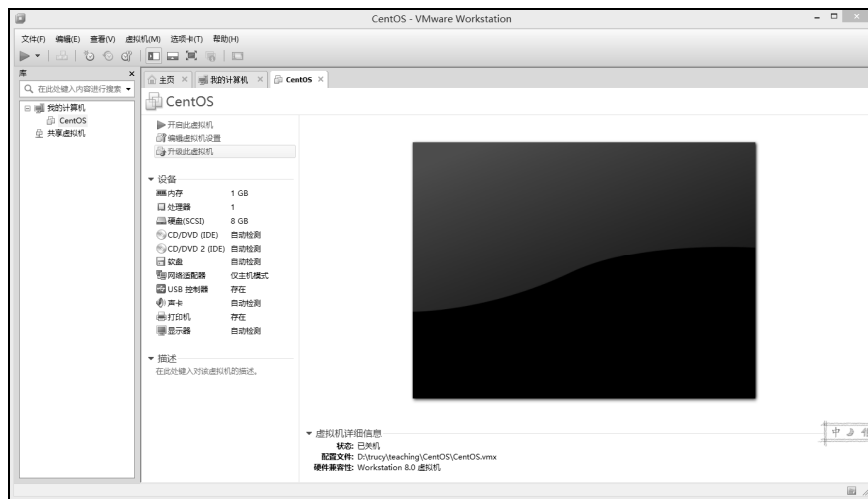 CentOS - VMware Workstation
文件(F) 编辑(E) 查看(V) 虚拟机(M) 选项卡(T) 帮助(H)
库
在此处键入内容进行搜索
我的计算机
CentOS
共享虚拟机
主页 我的计算机 CentOS
CentOS
开启此虚拟机
编辑虚拟机设置
升级此虚拟机
设备
内存 1 GB
处理器 1
硬盘(SCSI) 8 GB
CD/DVD (IDE) 自动检测
CD/DVD 2 (IDE) 自动检测
软盘 自动检测
网络适配器 仅主机模式
USB 控制器 存在
声卡 自动检测
打印机 存在
显示器 自动检测
描述
在此处键入对该虚拟机的描述。
虚拟机详细信息
状态: 已关机
配置文件: D:\trucy\teaching\CentOS\CentOS.vmx
硬件兼容性: Workstation 8.0 虚拟机
中